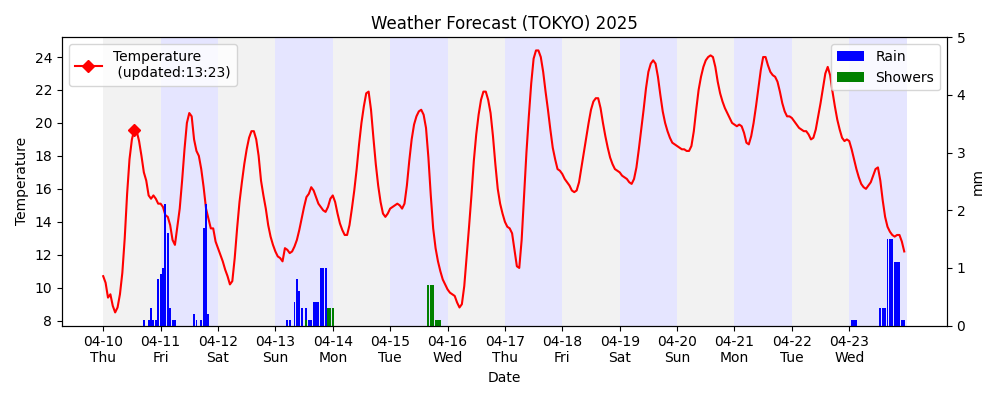 Weather Forecast (TOKYO) 2025
Temperature
(updated:13:23)
Rain
Showers
Temperature
24
22
20
18
16
14
12
10
8
5
4
3
2
1
0
mm
04-10 04-11 04-12 04-13 04-14 04-15 04-16 04-17 04-18 04-19 04-20 04-21 04-22 04-23
Thu Fri Sat Sun Mon Tue Wed Thu Fri Sat Sun Mon Tue Wed
Date